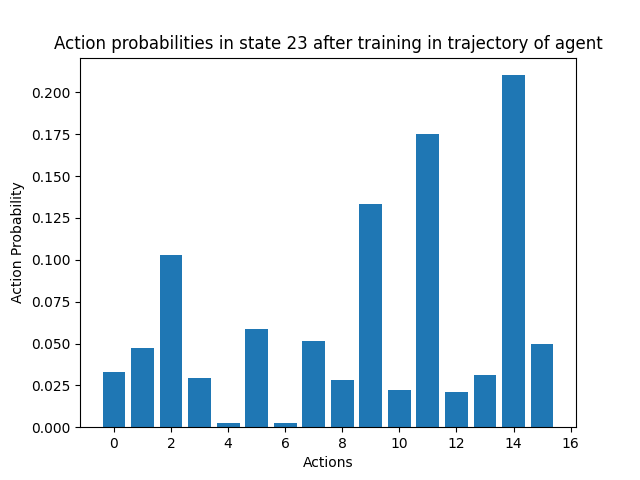 Action probabilities in state 23 after training in trajectory of agent
0.200
0.175
0.150
0.125
0.100
0.075
0.050
0.025
0.000
Action Probability
0 2 4 6 8 10 12 14 16
Actions